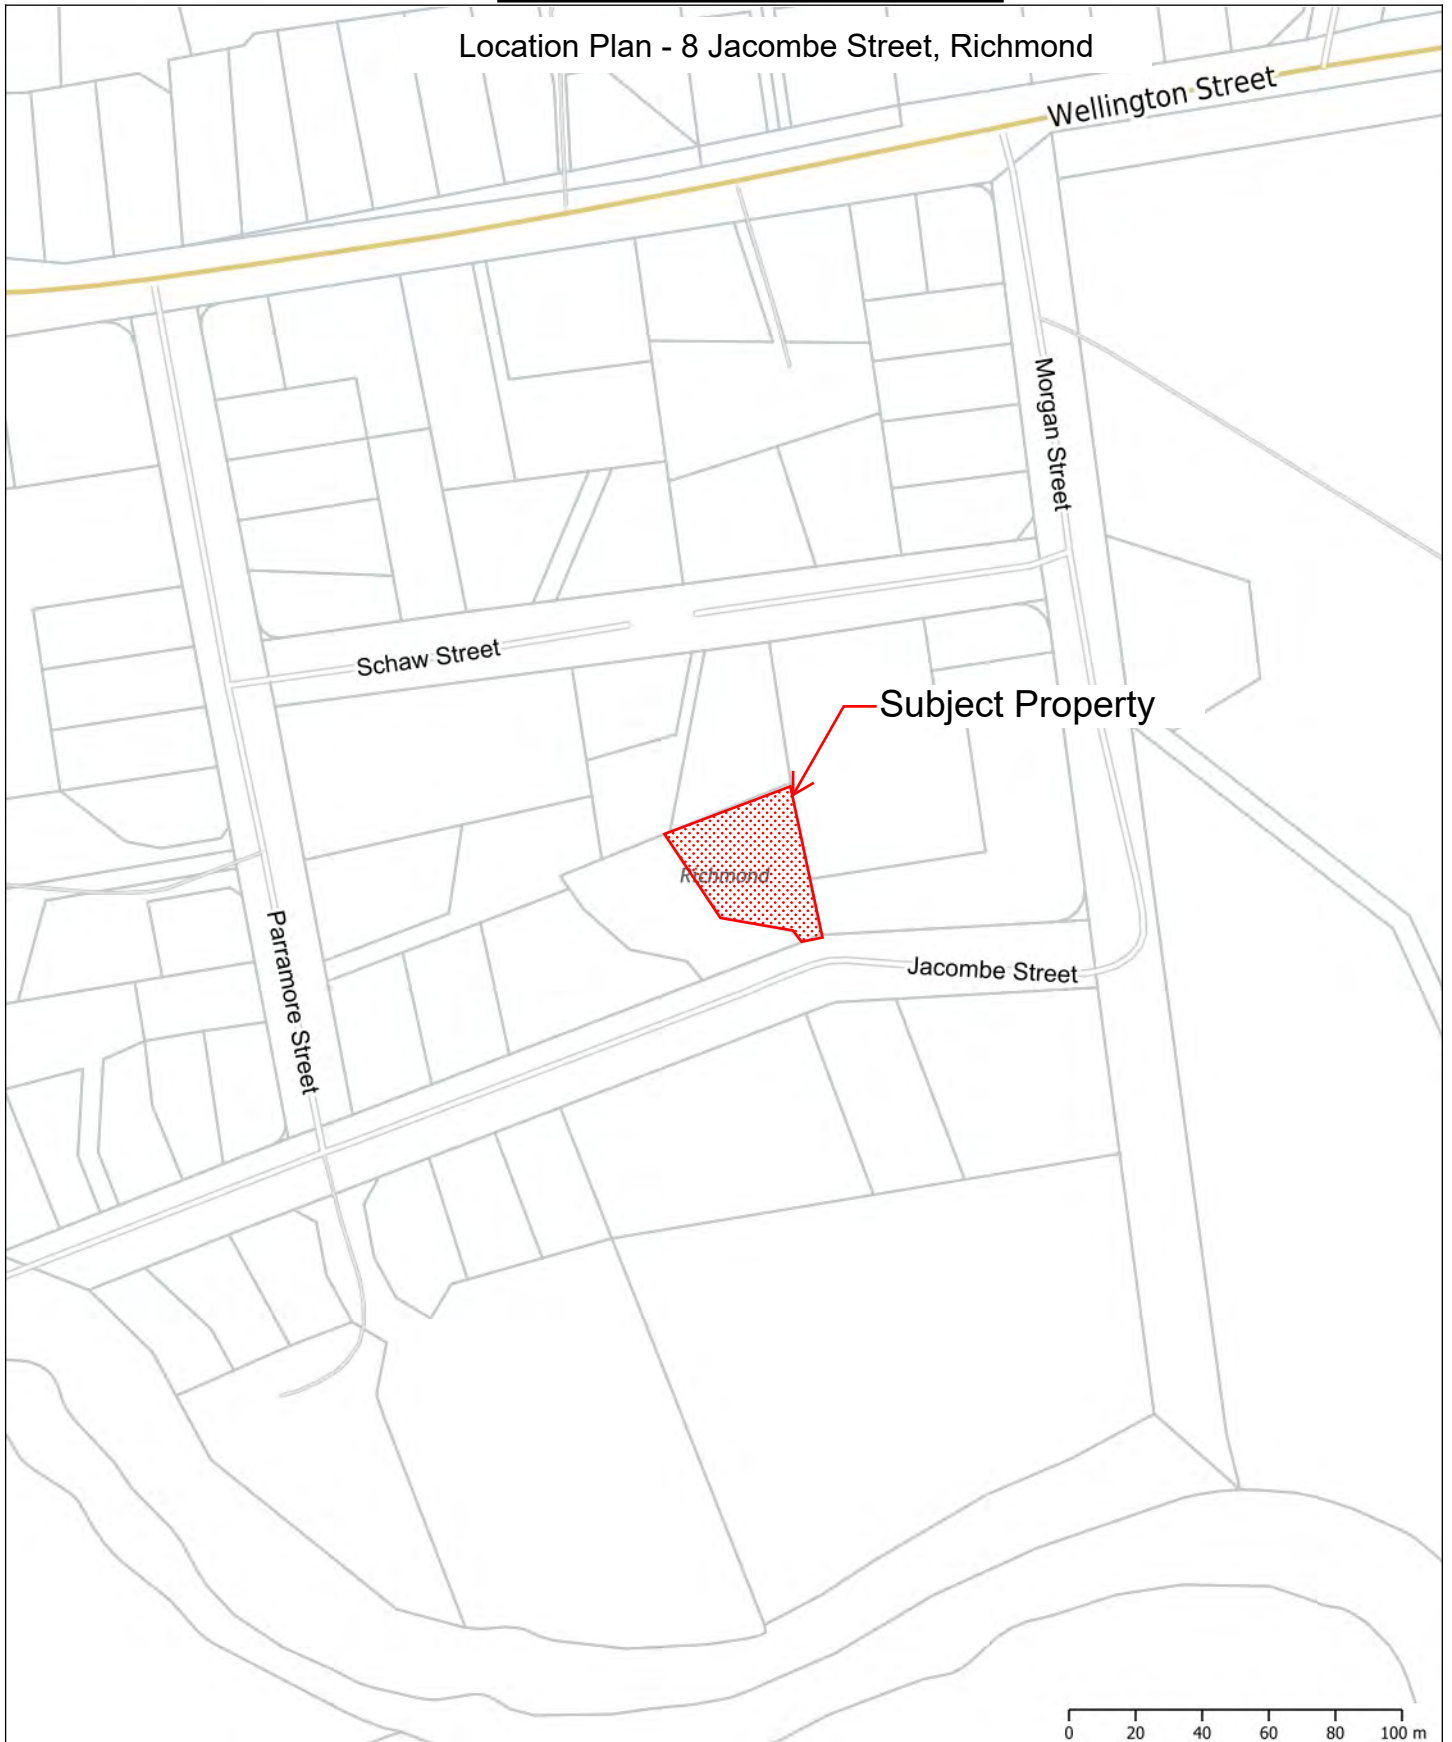 Location Plan - 8 Jacombe Street, Richmond
Wellington Street
Morgan Street
Schaw Street
Subject Property
Richmond
Parramore Street
Jacombe Street
0 20 40 60 80 100 m